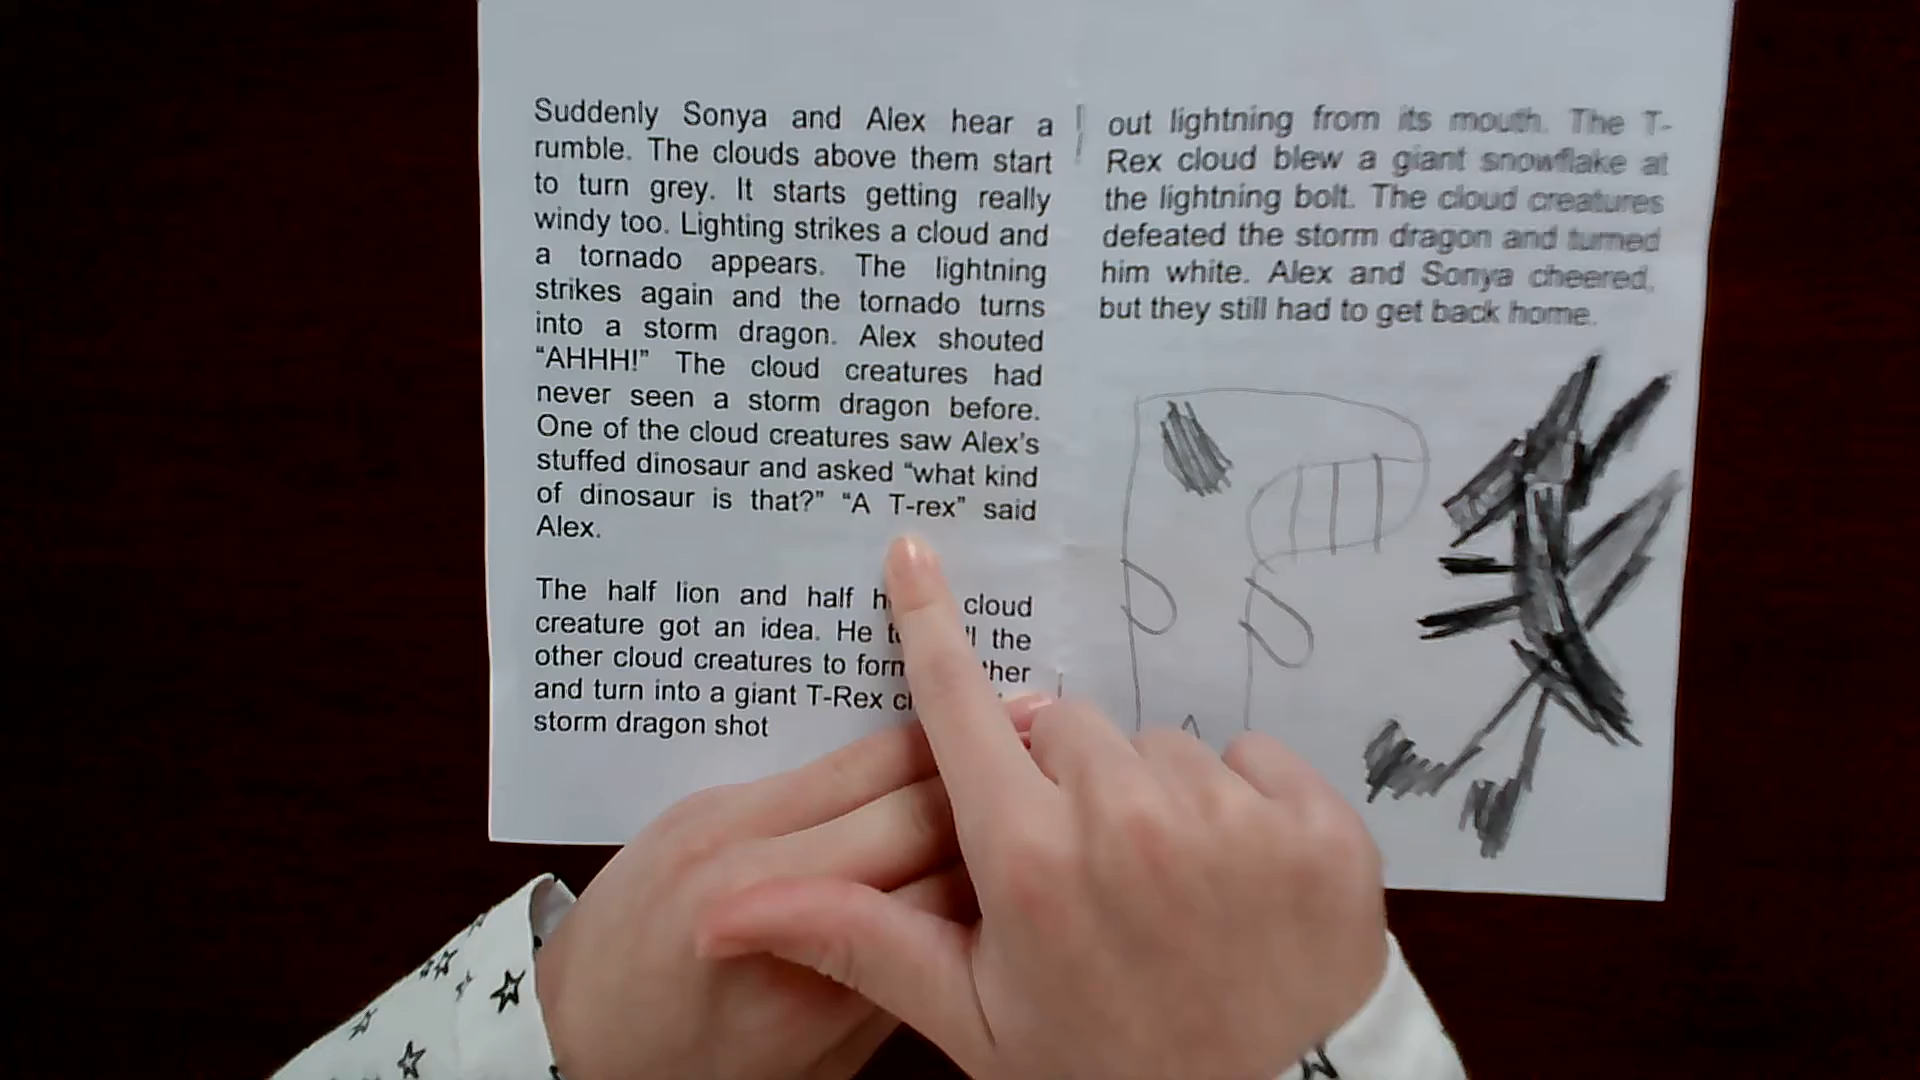 Suddenly Sonya and Alex hear a
rumble. The clouds above them start
to turn grey. It starts getting really
windy too. Lighting strikes a cloud and
a tornado appears. The lightning
strikes again and the tornado turns
into a storm dragon. Alex shouted
“AHHH!” The cloud creatures had
never seen a storm dragon before.
One of the cloud creatures saw Alex’s
stuffed dinosaur and asked “what kind
of dinosaur is that?” “A T-rex” said
Alex.
The half lion and half cloud
creature got an idea. He the
other cloud creatures to
and turn into a giant T-Rex
storm dragon shot
out lightning from its mouth. The T-
Rex cloud blew a giant snowflake at
the lightning bolt. The cloud creatures
defeated the storm dragon and turned
him white. Alex and Sonya cheered,
but they still had to get back home.